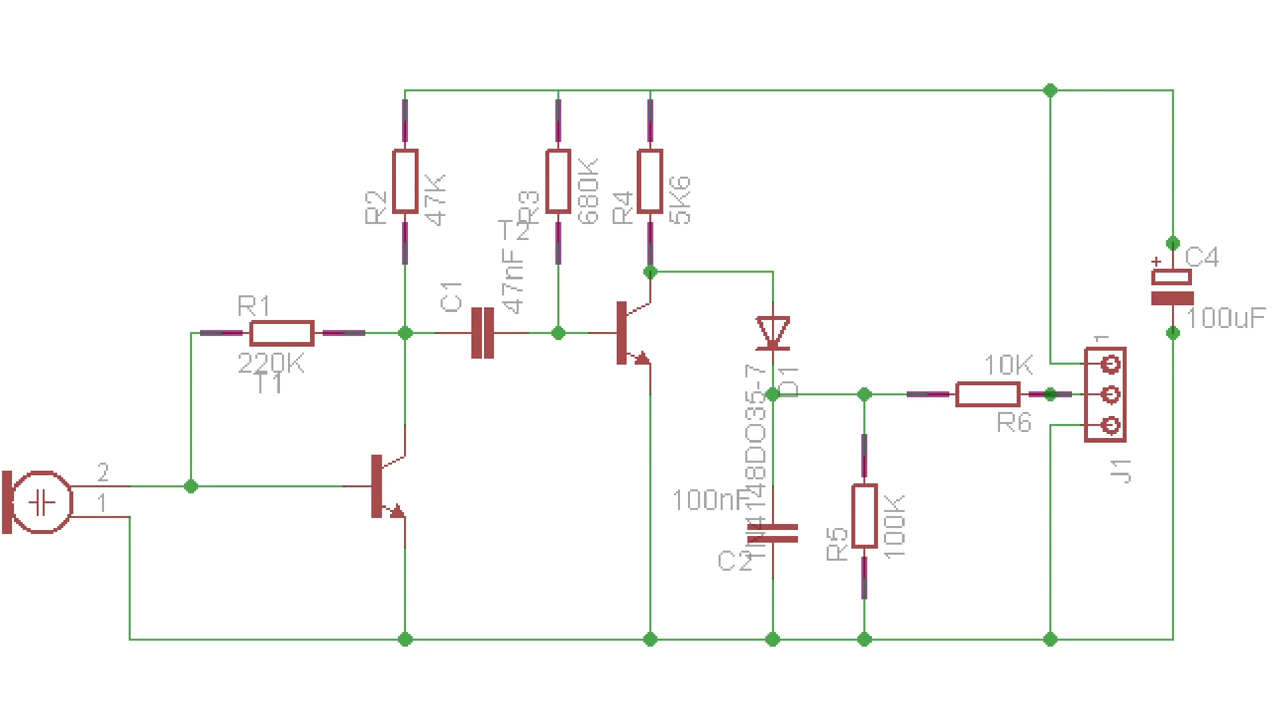 R2
47K
R3
680K
R4
5K6
T2
C1
47nF
R1
220K
T1
C4
100uF
1
10K
R6
J1
D1
1N4148DO35-7
2
1
100nF
C2
R5
100K
+